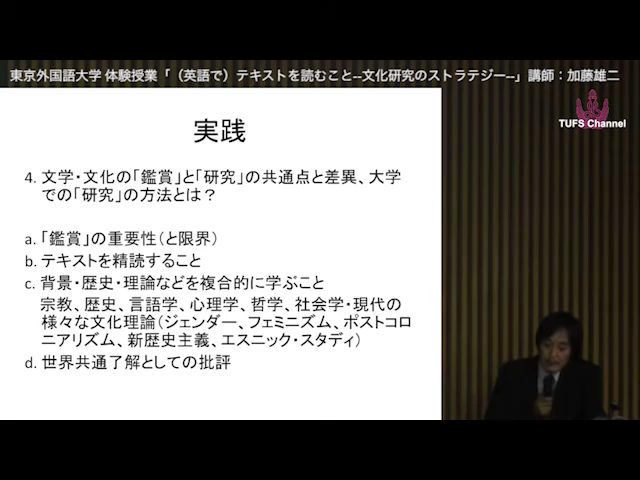 東京外国語大学 体験授業「（英語で）テキストを読むこと--文化研究のストラテジー--」講師：加藤雄二
TUFS Channel
実践
4. 文学・文化の「鑑賞」と「研究」の共通点と差異、大学
での「研究」の方法とは？
a. 「鑑賞」の重要性（と限界）
b. テキストを精読すること
c. 背景・歴史・理論などを複合的に学ぶこと
宗教、歴史、言語学、心理学、哲学、社会学・現代の
様々な文化理論（ジェンダー、フェミニズム、ポストコロ
ニアリズム、新歴史主義、エスニック・スタディ）
d. 世界共通了解としての批評